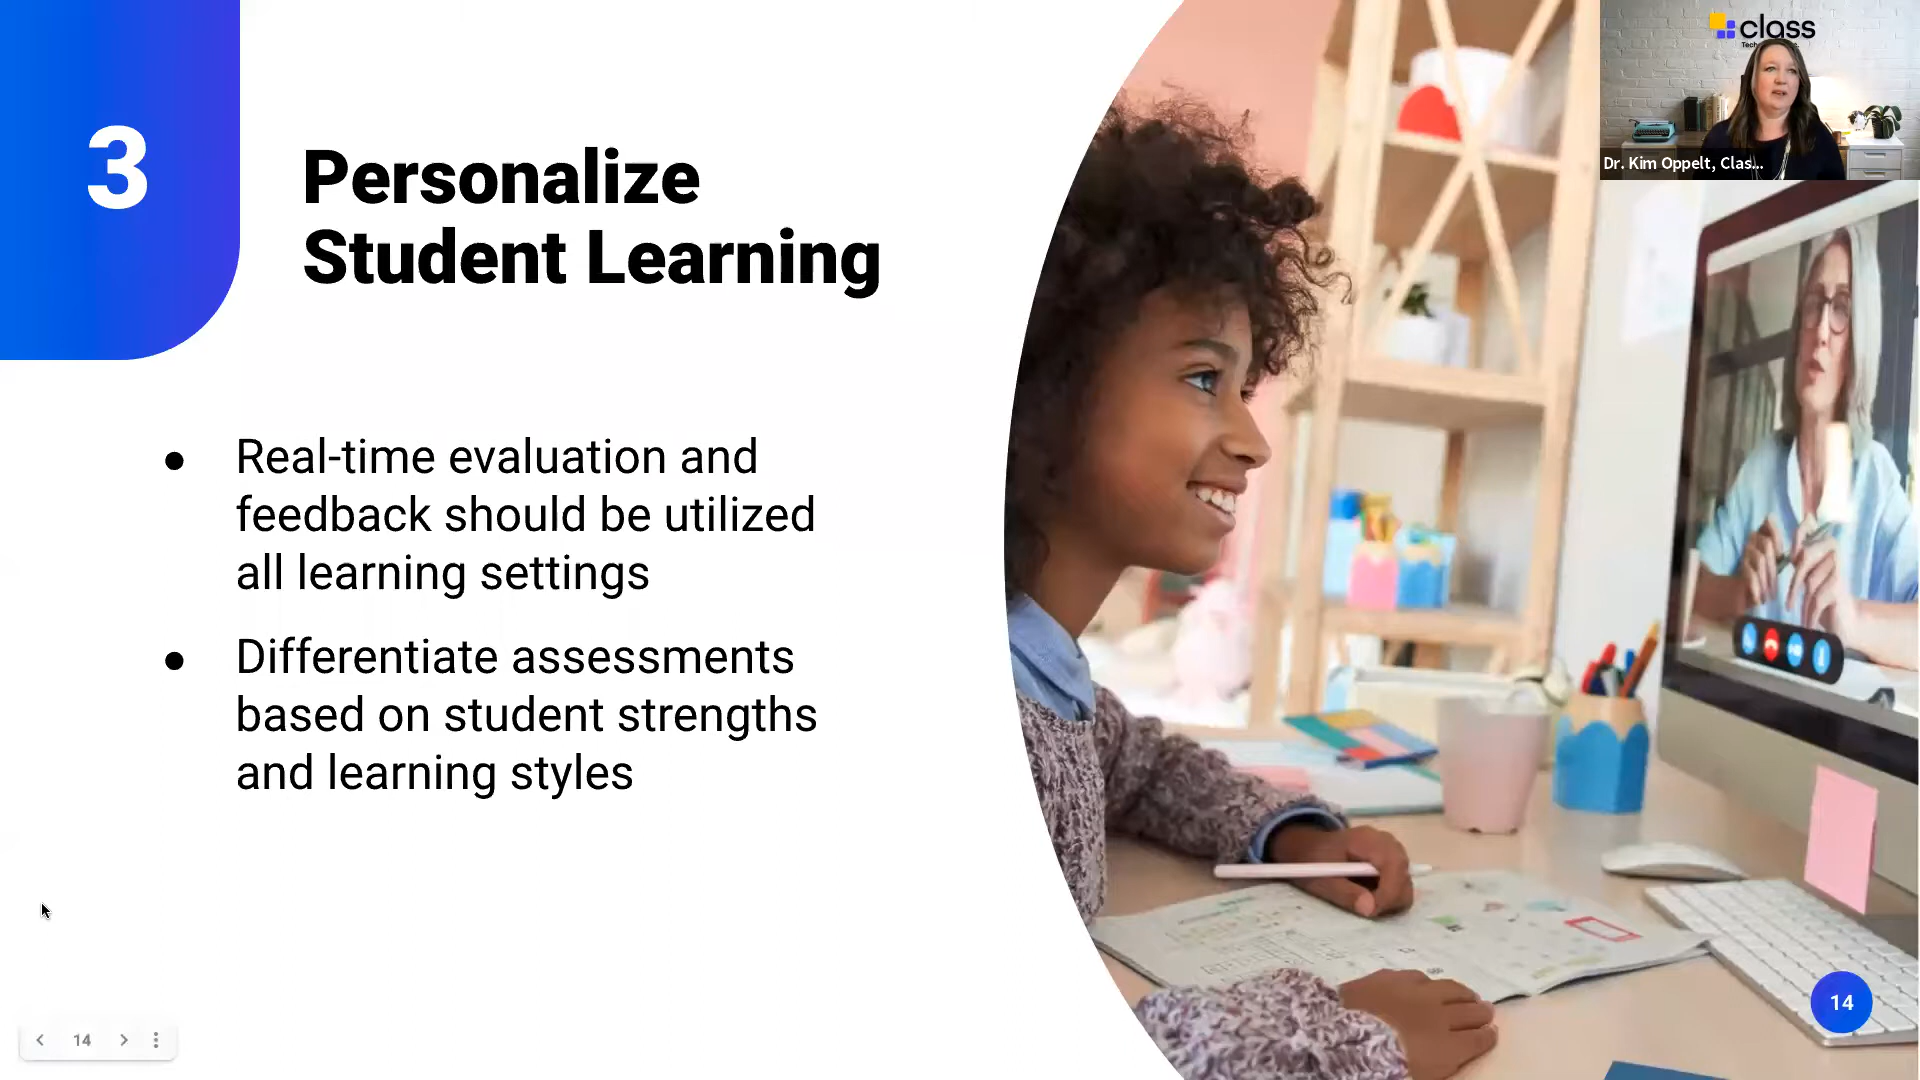 3
Personalize
Student Learning
● Real-time evaluation and
feedback should be utilized
all learning settings
● Differentiate assessments
based on student strengths
and learning styles
class
Dr. Kim Oppelt, Clas...
14
14